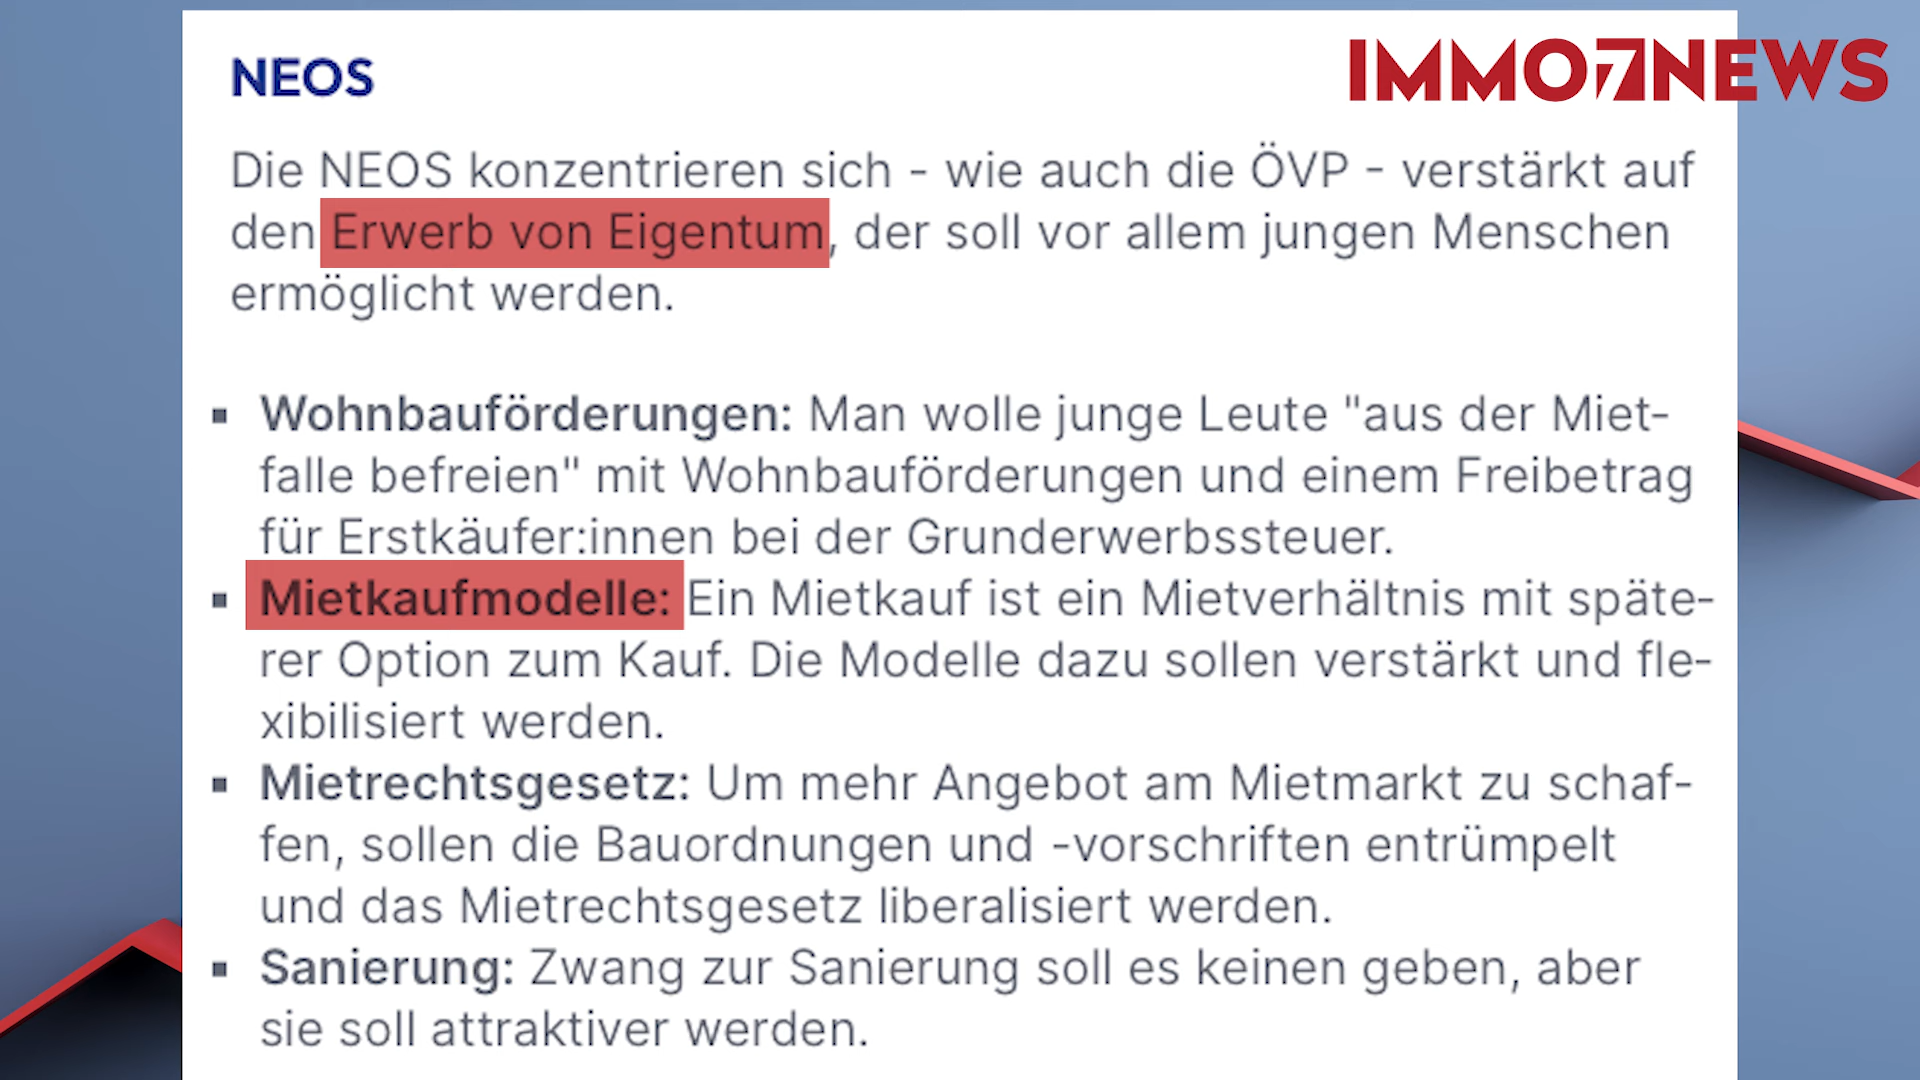 IMMO7NEWS
NEOS
Die NEOS konzentrieren sich - wie auch die ÖVP - verstärkt auf
den Erwerb von Eigentum, der soll vor allem jungen Menschen
ermöglicht werden.
▪ Wohnbauförderungen: Man wolle junge Leute "aus der Miet-
falle befreien" mit Wohnbauförderungen und einem Freibetrag
für Erstkäufer:innen bei der Grunderwerbssteuer.
▪ Mietkaufmodelle: Ein Mietkauf ist ein Mietverhältnis mit späte-
rer Option zum Kauf. Die Modelle dazu sollen verstärkt und fle-
xibilisiert werden.
▪ Mietrechtsgesetz: Um mehr Angebot am Mietmarkt zu schaf-
fen, sollen die Bauordnungen und -vorschriften entrümpelt
und das Mietrechtsgesetz liberalisiert werden.
▪ Sanierung: Zwang zur Sanierung soll es keinen geben, aber
sie soll attraktiver werden.